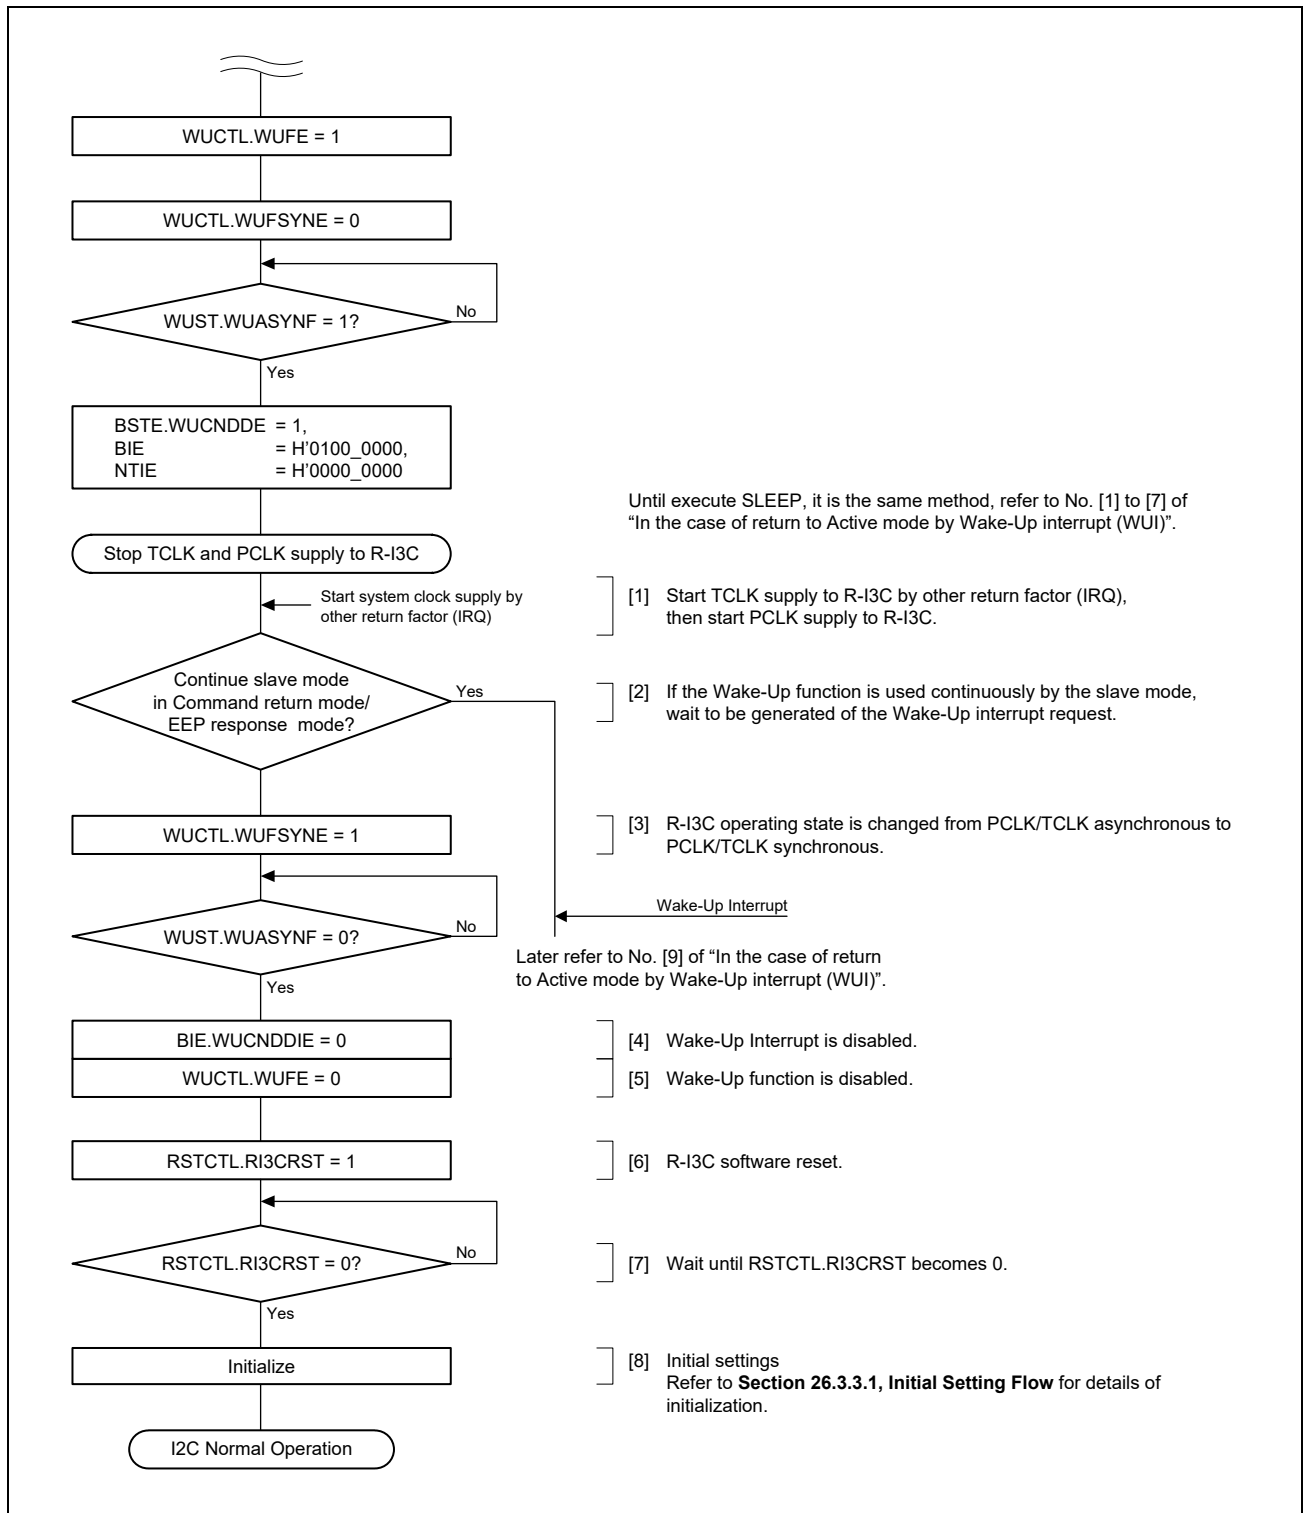 WUCTL.WUFE = 1
WUCTL.WUFSYNE = 0
WUST.WUASYNF = 1?
No
Yes
BSTE.WUCNDDE = 1,
BIE = H'0100_0000,
NTIE = H'0000_0000
Until execute SLEEP, it is the same method, refer to No. [1] to [7] of
“In the case of return to Active mode by Wake-Up interrupt (WUI)”.
Stop TCLK and PCLK supply to R-I3C
Start system clock supply by
other return factor (IRQ)
[1] Start TCLK supply to R-I3C by other return factor (IRQ),
then start PCLK supply to R-I3C.
Continue slave mode
in Command return mode/
EEP response mode?
Yes
[2] If the Wake-Up function is used continuously by the slave mode,
wait to be generated of the Wake-Up interrupt request.
WUCTL.WUFSYNE = 1
[3] R-I3C operating state is changed from PCLK/TCLK asynchronous to
PCLK/TCLK synchronous.
Wake-Up Interrupt
WUST.WUASYNF = 0?
No
Yes
Later refer to No. [9] of “In the case of return
to Active mode by Wake-Up interrupt (WUI)”.
BIE.WUCNDDIE = 0
[4] Wake-Up Interrupt is disabled.
WUCTL.WUFE = 0
[5] Wake-Up function is disabled.
RSTCTL.RI3CRST = 1
[6] R-I3C software reset.
RSTCTL.RI3CRST = 0?
No
Yes
[7] Wait until RSTCTL.RI3CRST becomes 0.
Initialize
[8] Initial settings
Refer to Section 26.3.3.1, Initial Setting Flow for details of
initialization.
I2C Normal Operation